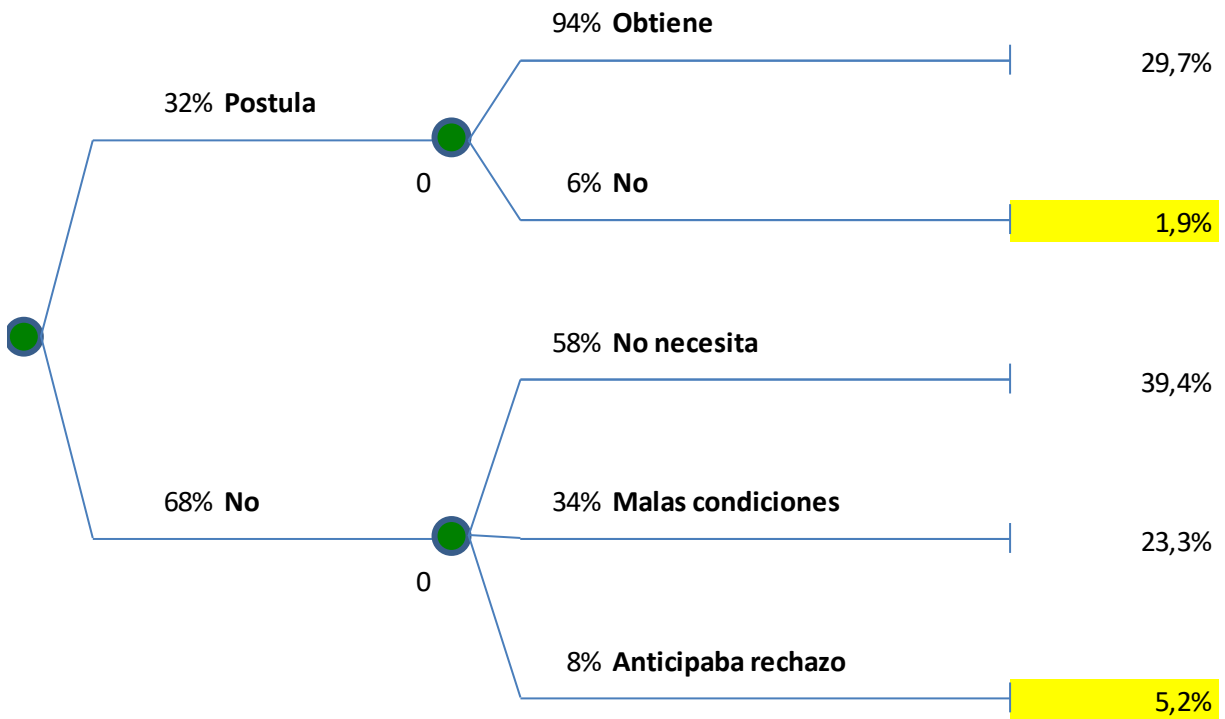 94% Obtiene
29,7%
32% Postula
0
6% No
1,9%
58% No necesita
39,4%
68% No
34% Malas condiciones
23,3%
0
8% Anticipaba rechazo
5,2%